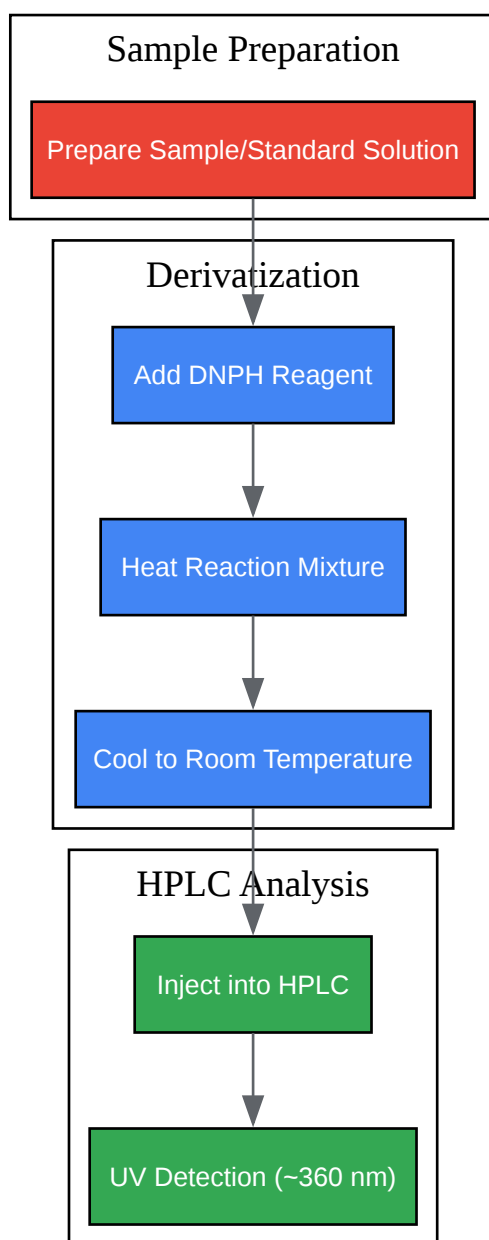 Sample Preparation
Prepare Sample/Standard Solution
Derivatization
Add DNPH Reagent
Heat Reaction Mixture
Cool to Room Temperature
HPLC Analysis
Inject into HPLC
UV Detection (~360 nm)